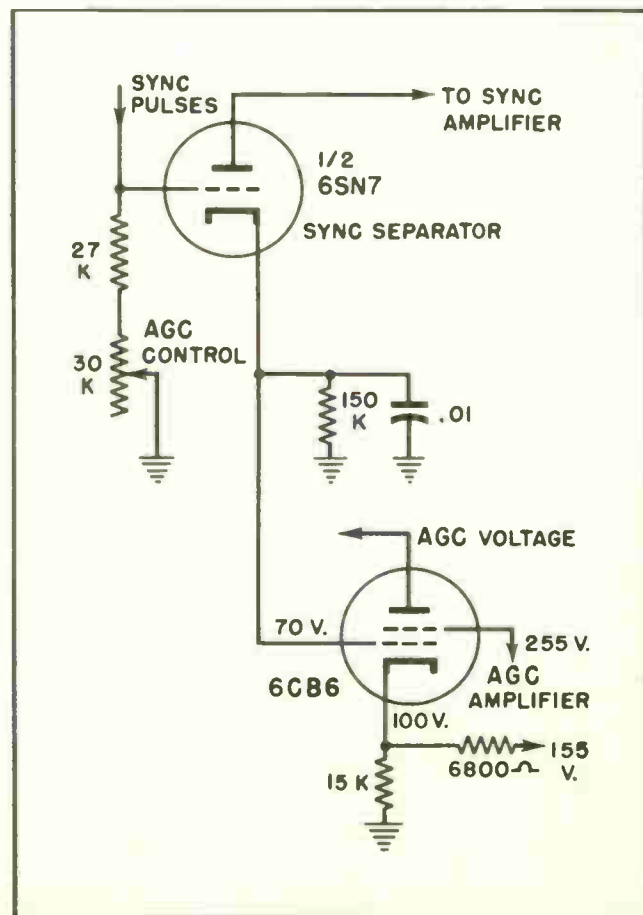 SYNC
PULSES
TO SYNC
AMPLIFIER
1/2
6SN7
SYNC SEPARATOR
27
K
AGC
CONTROL
30
K
150
K
.01
AGC VOLTAGE
70 V.
255 V.
6CB6
AGC
AMPLIFIER
100V.
155
V.
6800Ω
15 K